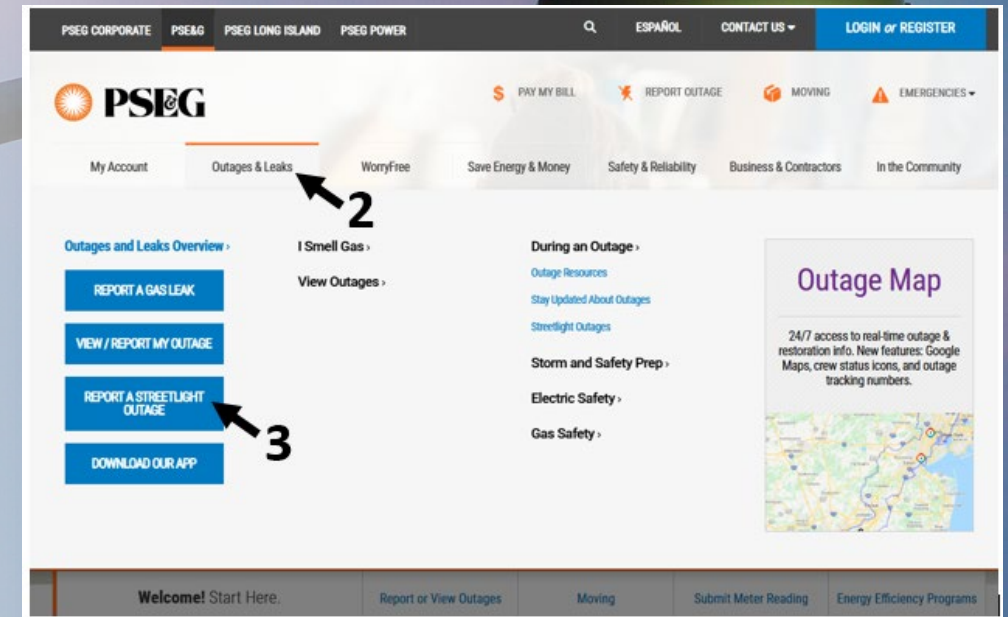 PSEG CORPORATE PSE&G PSEG LONG ISLAND PSEG POWER ESPAÑOL CONTACT US LOGIN or REGISTER
PSEG
PAY MY BILL REPORT OUTAGE MOVING EMERGENCIES
My Account Outages & Leaks WorryFree Save Energy & Money Safety & Reliability Business & Contractors In the Community
2
Outages and Leaks Overview ›
REPORT A GAS LEAK
VIEW / REPORT MY OUTAGE
REPORT A STREETLIGHT
OUTAGE
3
DOWNLOAD OUR APP
I Smell Gas ›
View Outages ›
During an Outage ›
Outage Resources
Stay Updated About Outages
Streetlight Outages
Storm and Safety Prep ›
Electric Safety ›
Gas Safety ›
Outage Map
24/7 access to real-time outage &
restoration info. New features: Google
Maps, crew status icons, and outage
tracking numbers.
Welcome! Start Here. Report or View Outages Moving Submit Meter Reading Energy Efficiency Programs